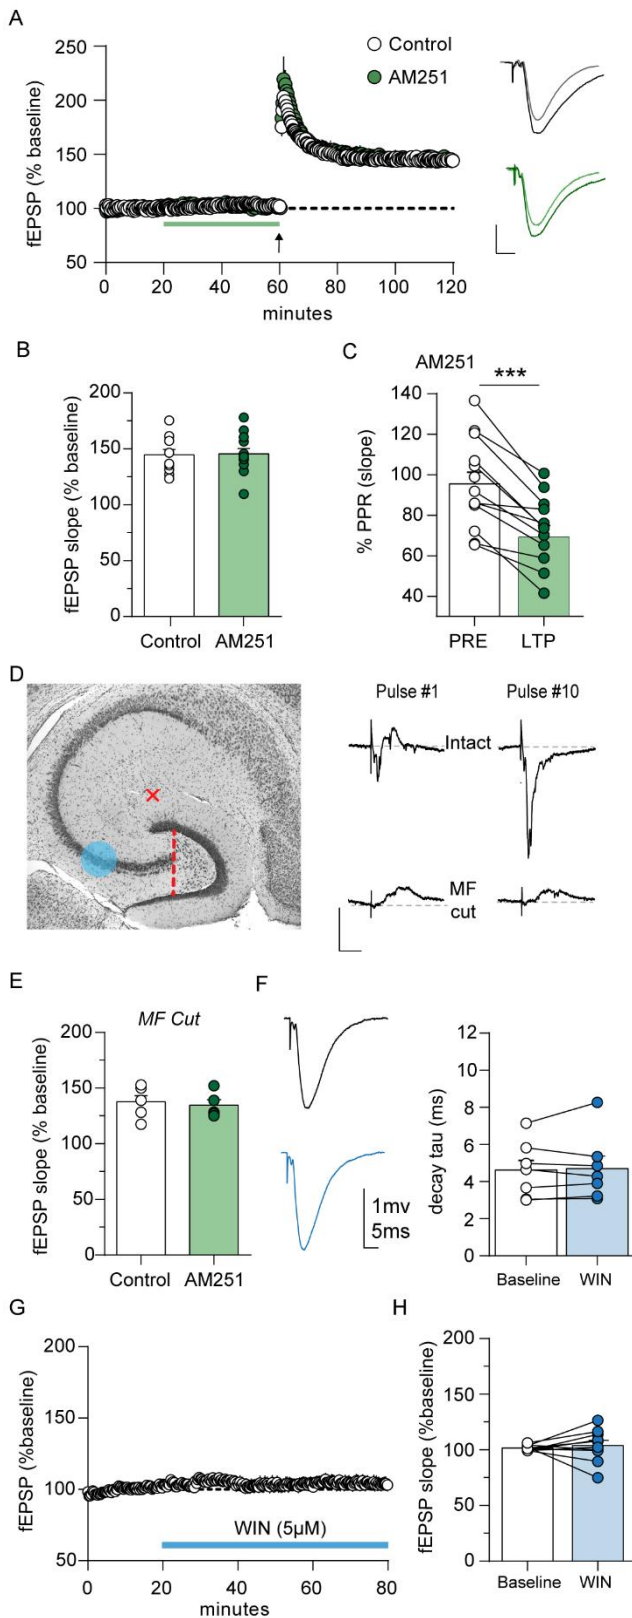 A
fEPSP (% baseline)
250
200
150
100
50
0
20
40
60
80
100
120
minutes
Control
AM251
B
fEPSP slope (% baseline)
200
150
100
50
0
Control
AM251
C
AM251
***
% PPR (slope)
140
120
100
80
60
40
PRE
LTP
D
Pulse #1
Pulse #10
Intact
MF
cut
E
MF Cut
fEPSP slope (% baseline)
200
150
100
50
0
Control
AM251
F
1mv
5ms
decay tau (ms)
12
10
8
6
4
2
0
Baseline
WIN
G
fEPSP (%baseline)
200
150
100
50
WIN (5µM)
0
20
40
60
80
minutes
H
fEPSP slope (%baseline)
200
150
100
50
0
Baseline
WIN